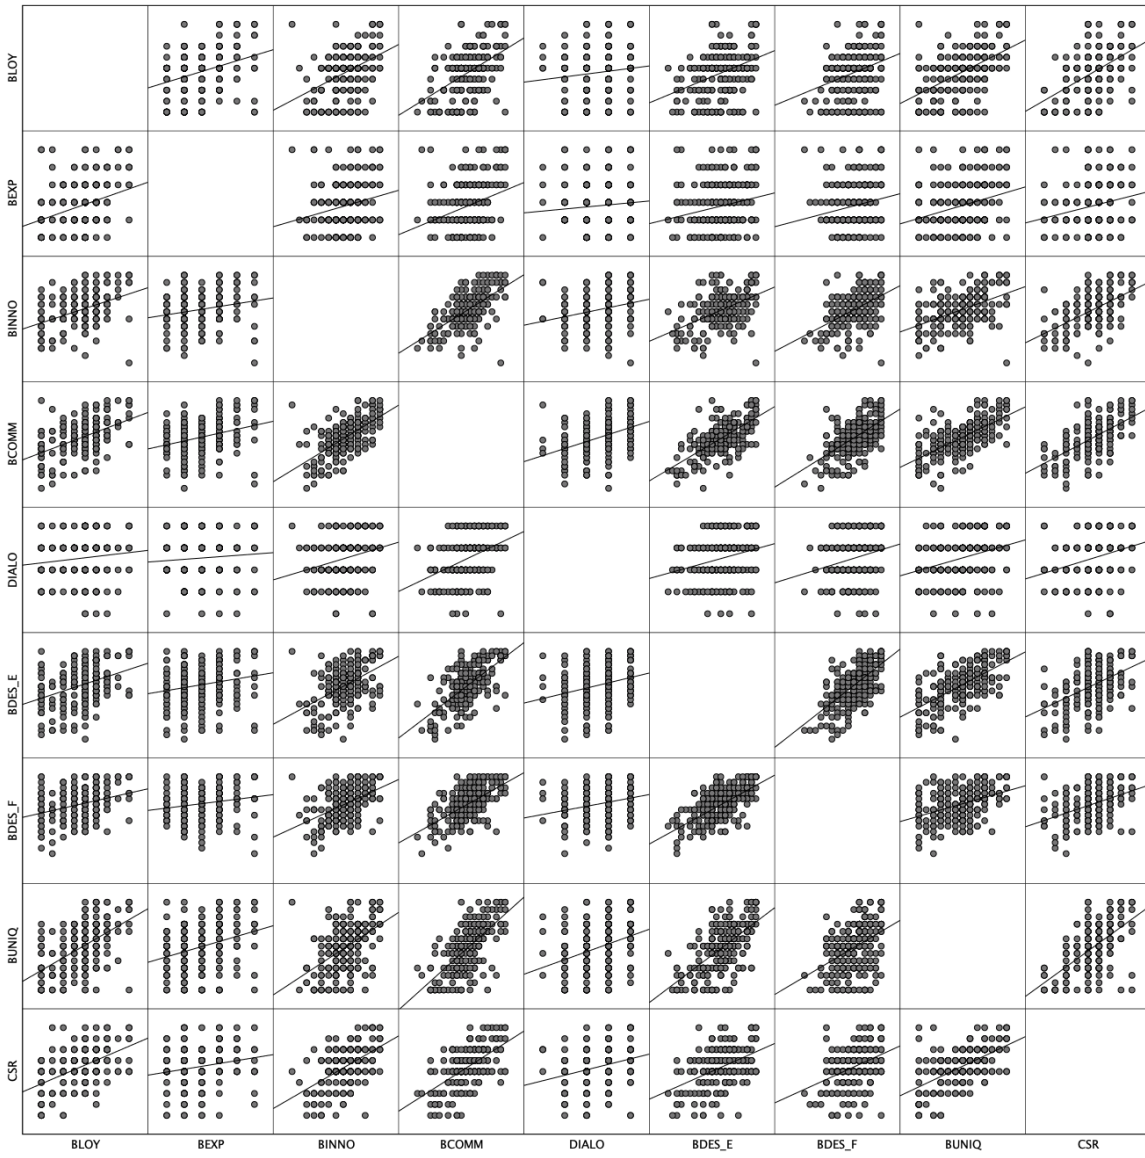 BLOY
BEXP
BINNO
BCOMM
DIALO
BDES_E
BDES_F
BUNIQ
CSR
BLOY BEXP BINNO BCOMM DIALO BDES_E BDES_F BUNIQ CSR